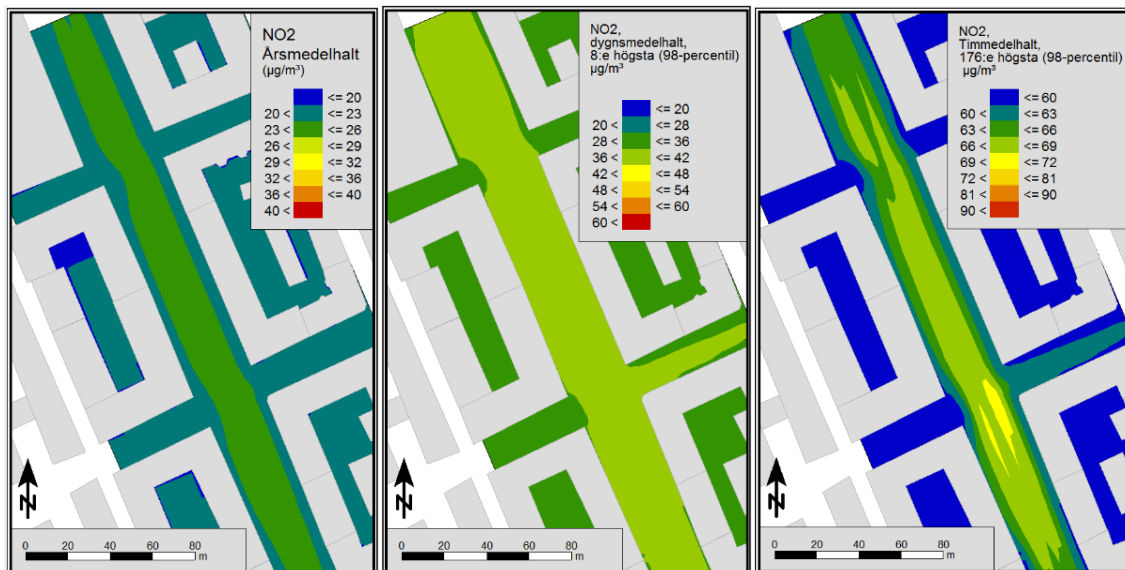 NO2
Årsmedelhalt
(µg/m³)
<= 20
20 < <= 23
23 < <= 26
26 < <= 29
29 < <= 32
32 < <= 36
36 < <= 40
40 <
N
0 20 40 60 80
m
NO2,
dygnsmedelhalt,
8:e högsta (98-percentil)
µg/m³
<= 20
20 < <= 28
28 < <= 36
36 < <= 42
42 < <= 48
48 < <= 54
54 < <= 60
60 <
N
0 20 40 60 80
m
NO2,
Timmedelhalt,
176:e högsta (98-percentil)
µg/m³
<= 60
60 < <= 63
63 < <= 66
66 < <= 69
69 < <= 72
72 < <= 81
81 < <= 90
90 <
N
0 20 40 60 80
m